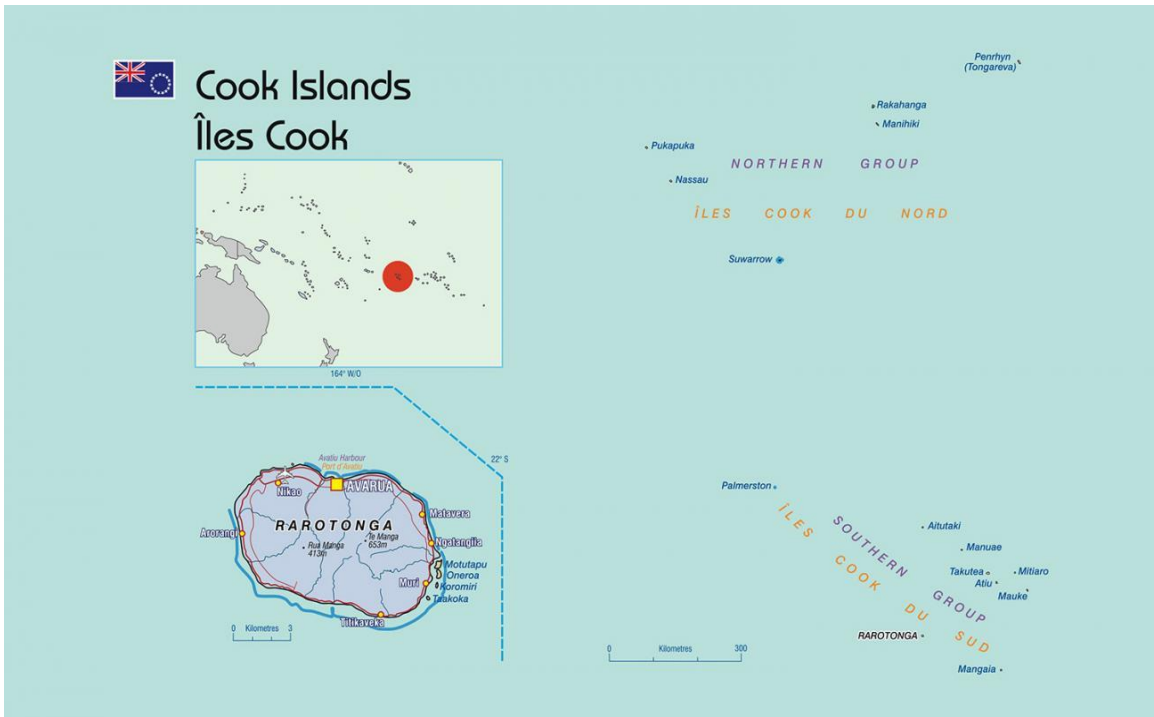 Cook Islands
Îles Cook
164° W/O
22° S
Avatiu Harbour
Port d'Avatiu
Nikao
AVARUA
RAROTONGA
Matavera
Arorangi
Rua Manga
413m
Te Manga
653m
Ngatangiia
Motutapu
Oneroa
Muri
Koromiri
Taakoka
Titikaveka
0 Kilometres 3
Penrhyn
(Tongareva)
Rakahanga
Manihiki
Pukapuka
NORTHERN GROUP
Nassau
ÎLES COOK DU NORD
Suwarrow
Palmerston
SOUTHERN GROUP
ÎLES COOK DU SUD
Aitutaki
Manuae
Takutea
Mitiaro
Atiu
Mauke
RAROTONGA
Mangaia
0 Kilometres 300